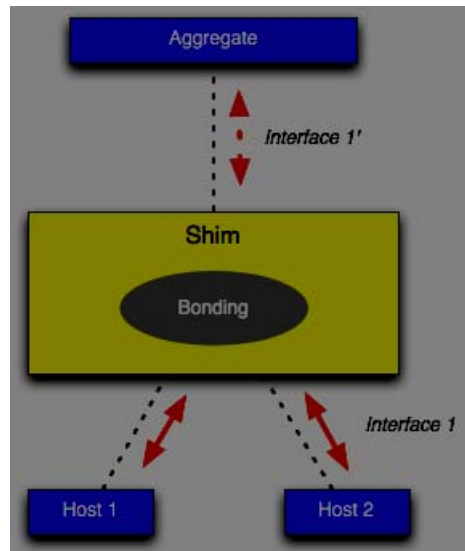 Aggregate
Interface 1'
Shim
Bonding
Interface 1
Host 1
Host 2